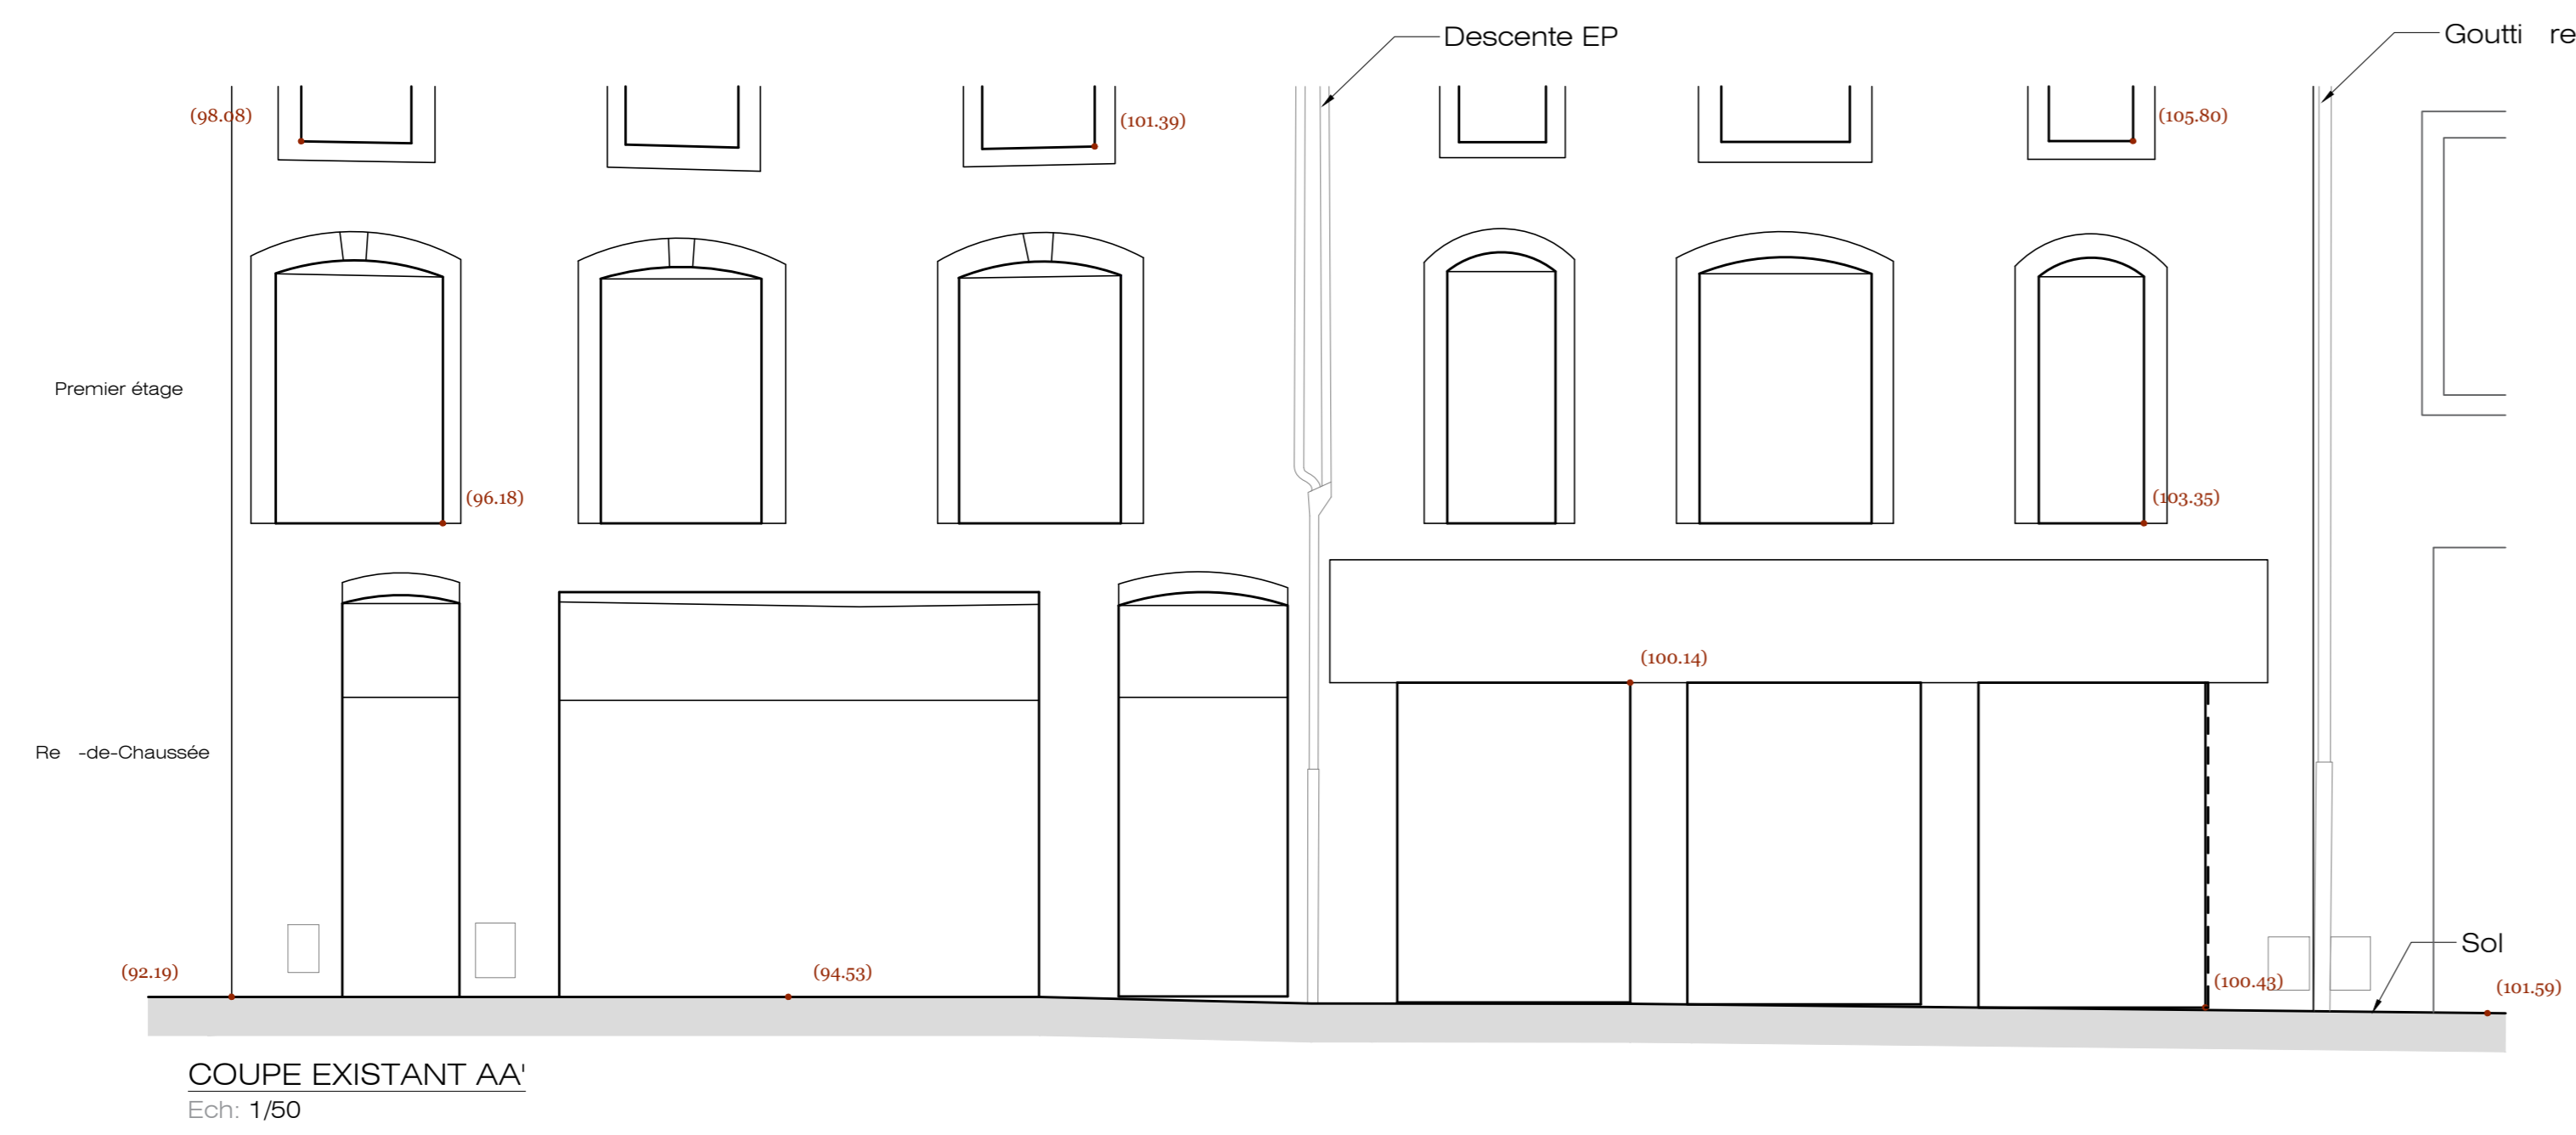 Descente EP
Goutti re
(98.08)
(101.39)
(105.80)
Premier étage
(96.18)
(103.35)
(100.14)
Re -de-Chaussée
Sol
(92.19)
(94.53)
(100.43)
(101.59)
COUPE EXISTANT AA'
Ech: 1/50